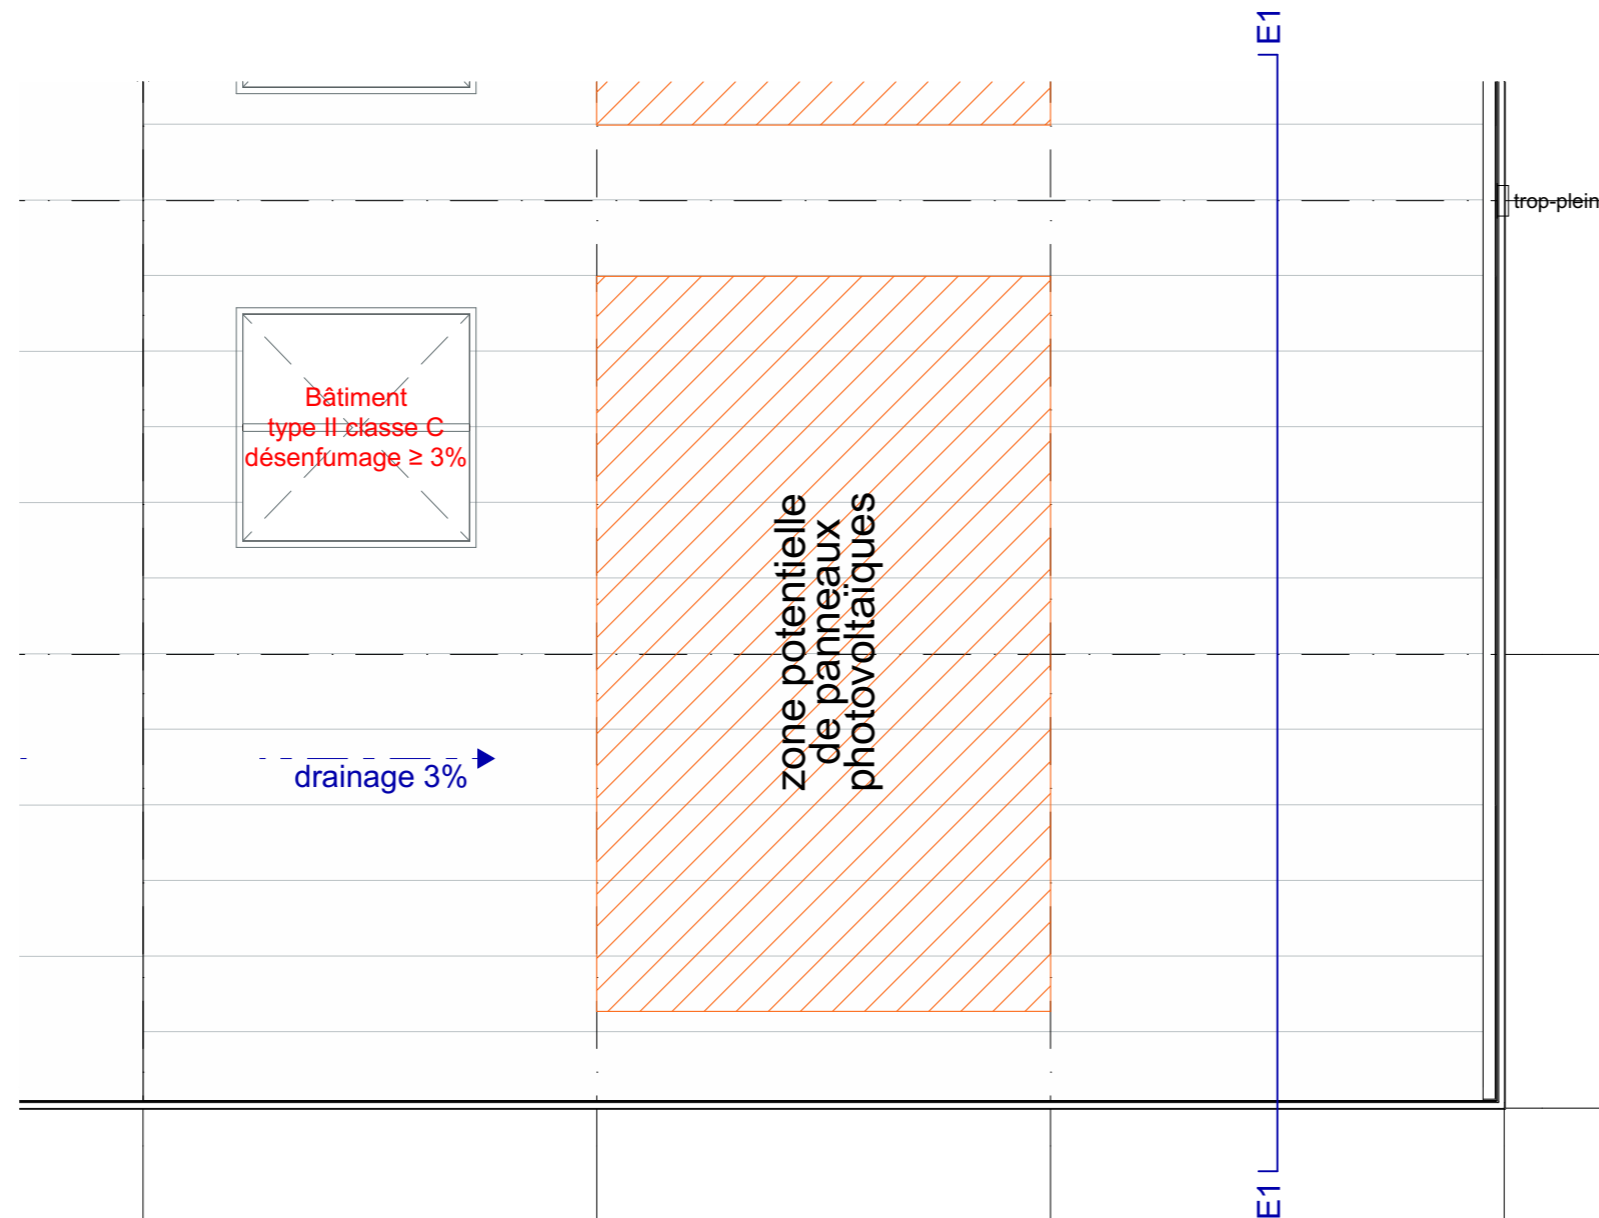 E1
trop-plein
Bâtiment
type II classe C
désenfumage ≥ 3%
zone potentielle
de panneaux
photovoltaïques
drainage 3%
E1